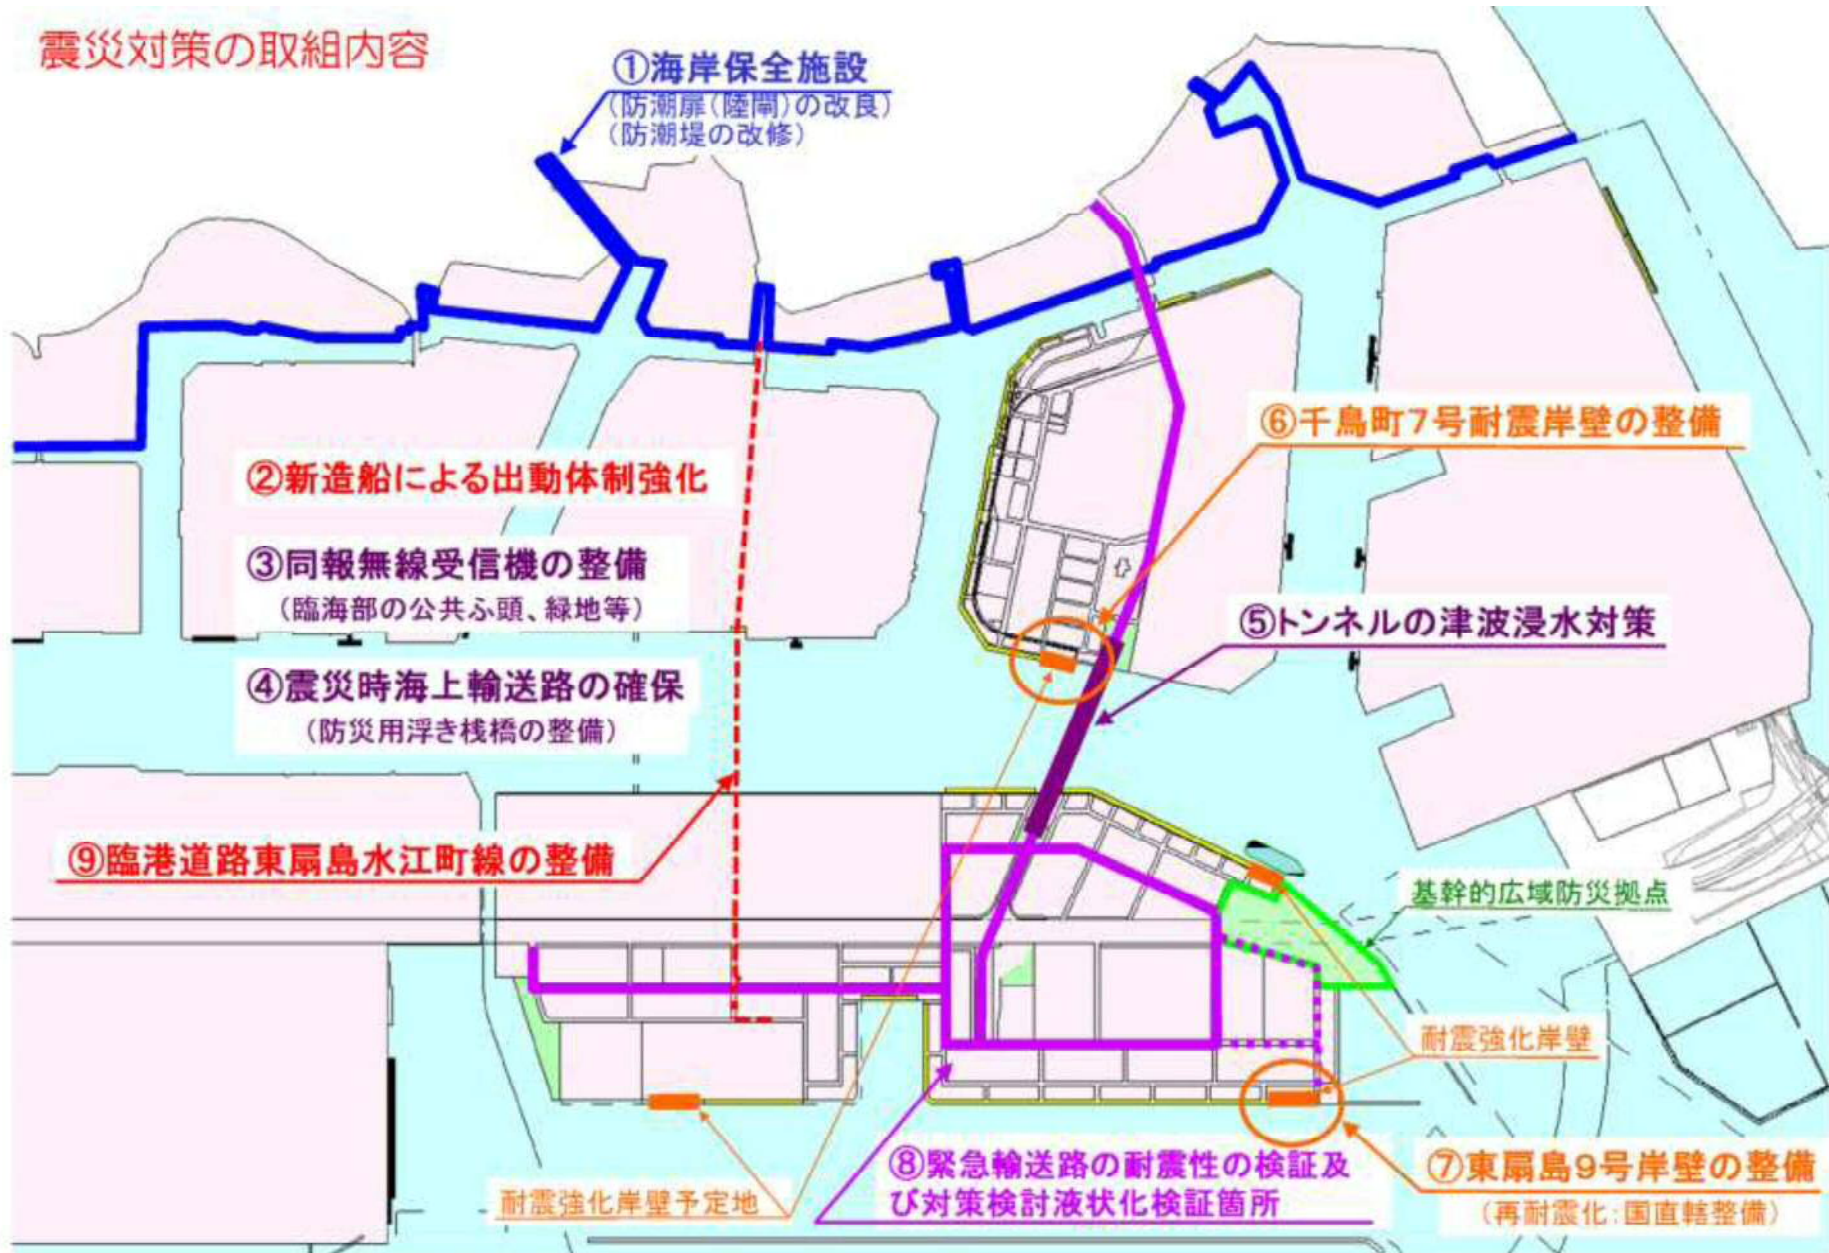 震災対策の取組内容
①海岸保全施設
(防潮扉(陸閘)の改良)
(防潮堤の改修)
⑥千鳥町7号耐震岸壁の整備
②新造船による出動体制強化
③同報無線受信機の整備
(臨海部の公共ふ頭、緑地等)
⑤トンネルの津波浸水対策
④震災時海上輸送路の確保
(防災用浮き桟橋の整備)
⑨臨港道路東扇島水江町線の整備
基幹的広域防災拠点
耐震強化岸壁
⑧緊急輸送路の耐震性の検証及
び対策検討液状化検証箇所
⑦東扇島9号岸壁の整備
(再耐震化:国直轄整備)
耐震強化岸壁予定地